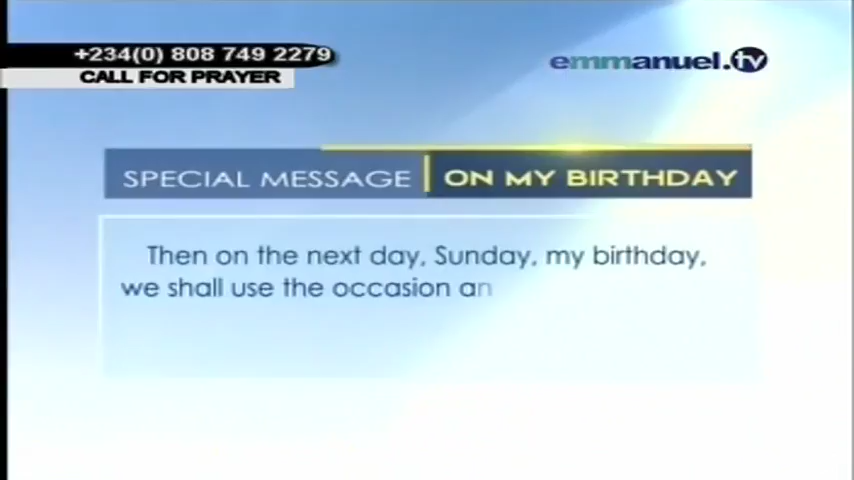 +234(0) 808 749 2279
CALL FOR PRAYER
emmanuel.tv
SPECIAL MESSAGE
ON MY BIRTHDAY
Then on the next day, Sunday, my birthday,
we shall use the occasion an